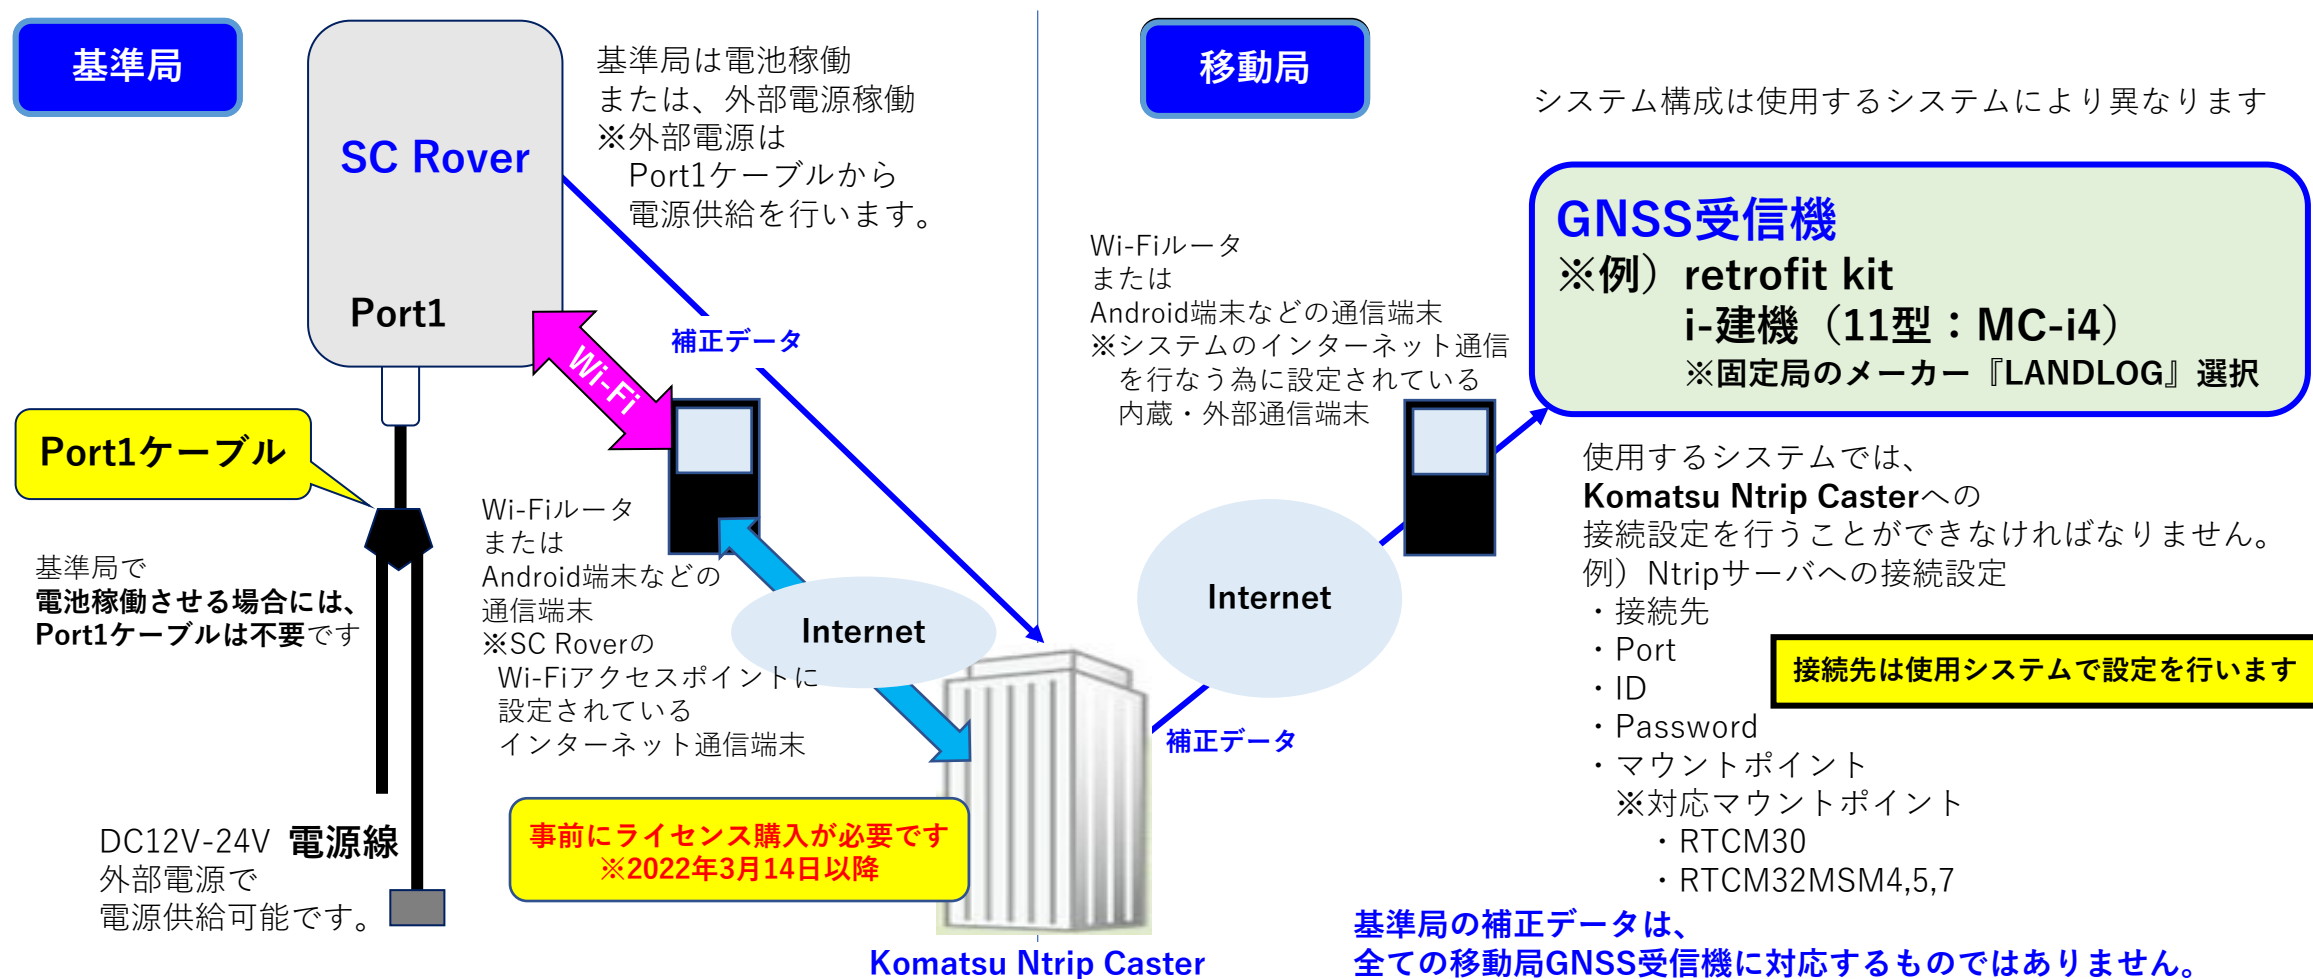 基準局
SC Rover
Port1
基準局は電池稼働
または、外部電源稼働
※外部電源は
Port1ケーブルから
電源供給を行います。
補正データ
Wi-Fi
Port1ケーブル
基準局で
電池稼働させる場合には、
Port1ケーブルは不要です
DC12V-24V 電源線
外部電源で
電源供給可能です。
Wi-Fiルータ
または
Android端末などの
通信端末
※SC Roverの
Wi-Fiアクセスポイントに
設定されている
インターネット通信端末
Internet
事前にライセンス購入が必要です
※2022年3月14日以降
Komatsu Ntrip Caster
移動局
システム構成は使用するシステムにより異なります
Wi-Fiルータ
または
Android端末などの通信端末
※システムのインターネット通信
を行なう為に設定されている
内蔵・外部通信端末
GNSS受信機
※例）retrofit kit
i-建機（11型：MC-i4）
※固定局のメーカー『LANDLOG』選択
Internet
補正データ
使用するシステムでは、
Komatsu Ntrip Casterへの
接続設定を行うことができなければなりません。
例）Ntripサーバへの接続設定
・接続先
・Port
・ID
・Password
・マウントポイント
※対応マウントポイント
・RTCM30
・RTCM32MSM4,5,7
接続先は使用システムで設定を行います
基準局の補正データは、
全ての移動局GNSS受信機に対応するものではありません。